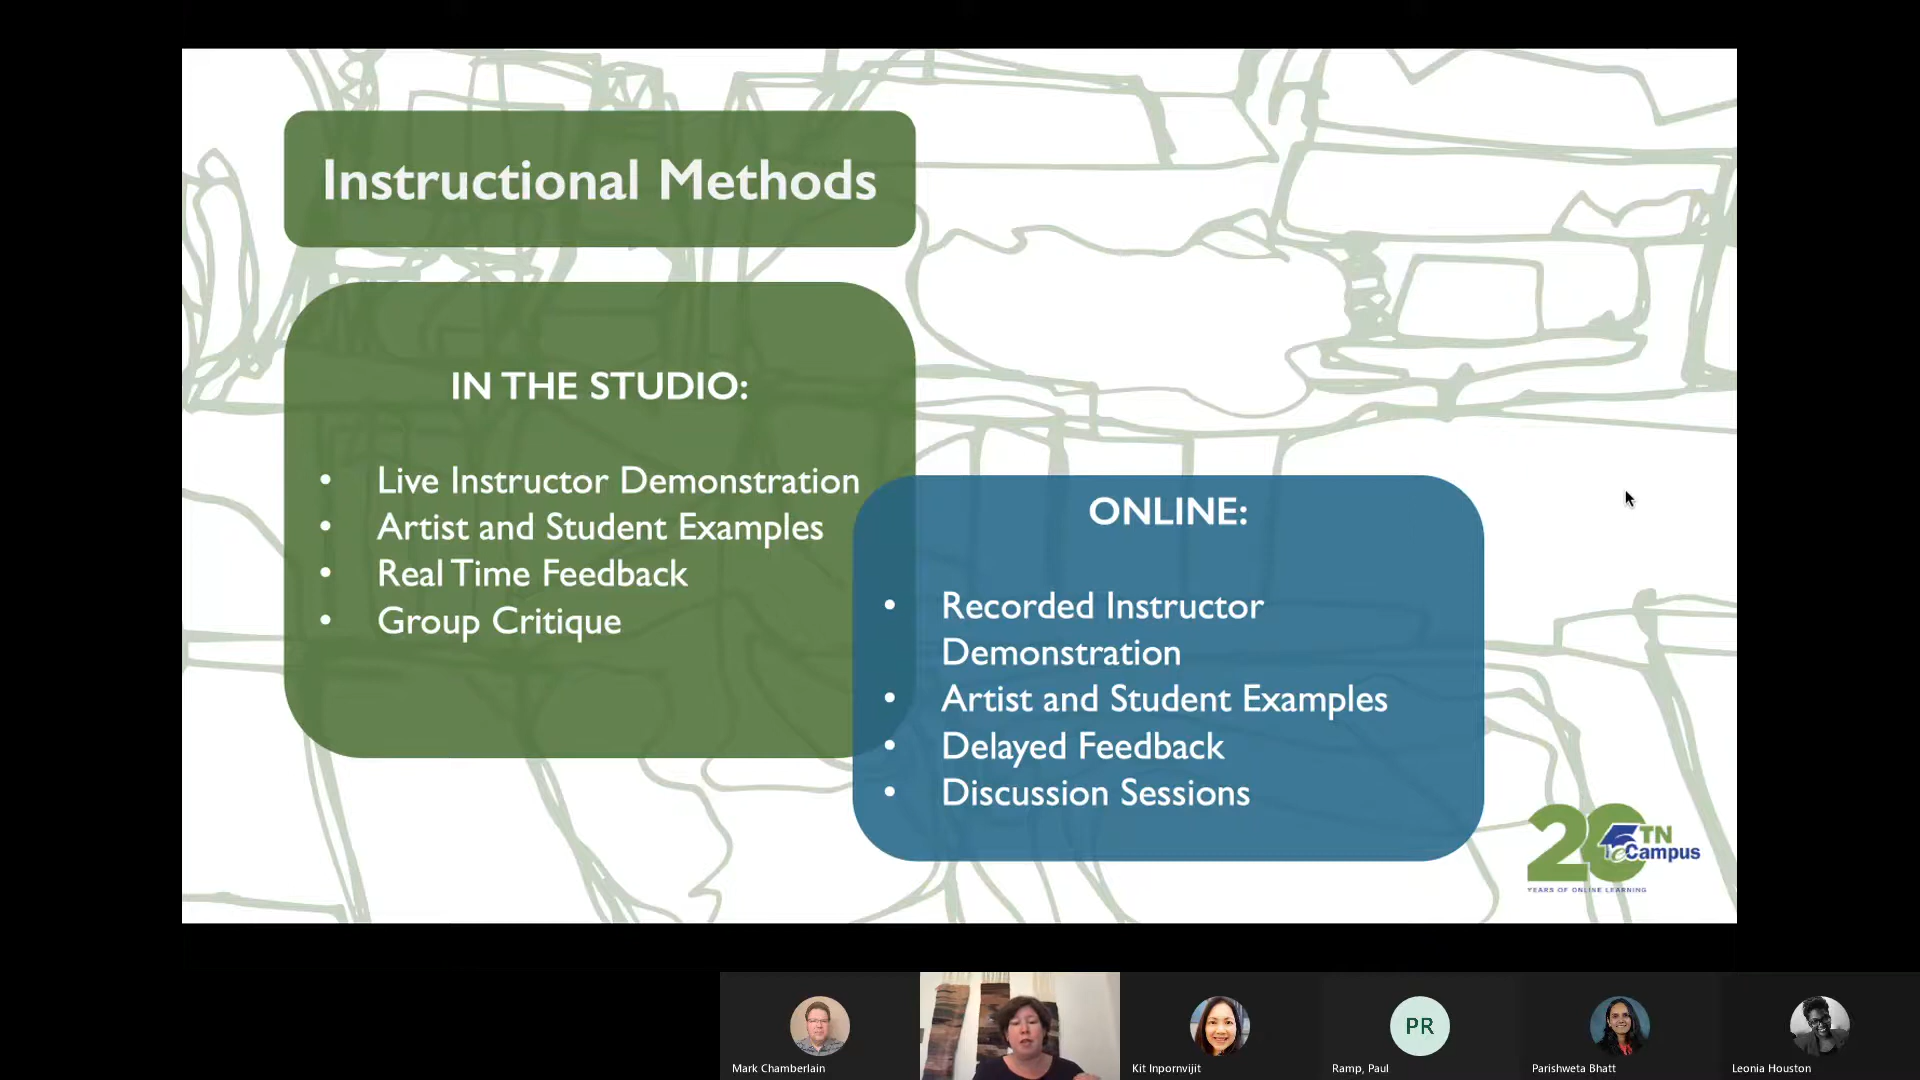 Instructional Methods
IN THE STUDIO:
• Live Instructor Demonstration
• Artist and Student Examples
• Real Time Feedback
• Group Critique
ONLINE:
• Recorded Instructor
Demonstration
• Artist and Student Examples
• Delayed Feedback
• Discussion Sessions
20 TN
eCampus
YEARS OF ONLINE LEARNING
PR
Mark Chamberlain
Kit Inpornvijit
Ramp, Paul
Parishweta Bhatt
Leonia Houston